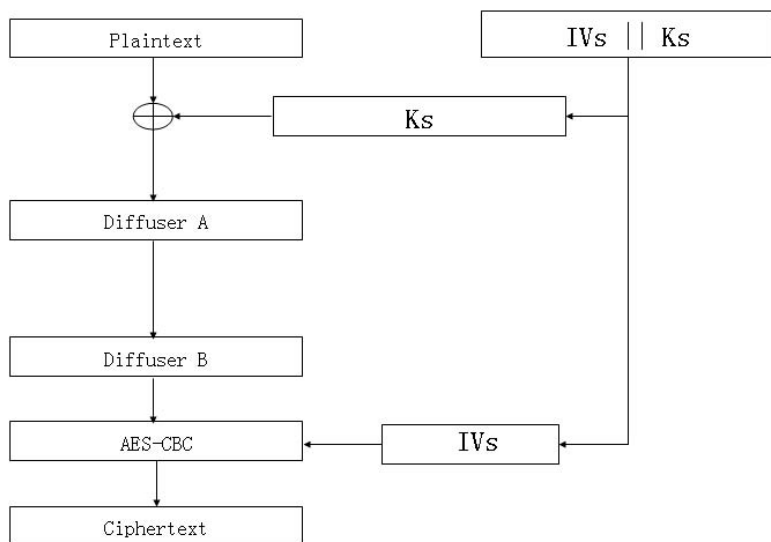 Plaintext
IVs || Ks
Ks
Diffuser A
Diffuser B
AES-CBC
IVs
Ciphertext